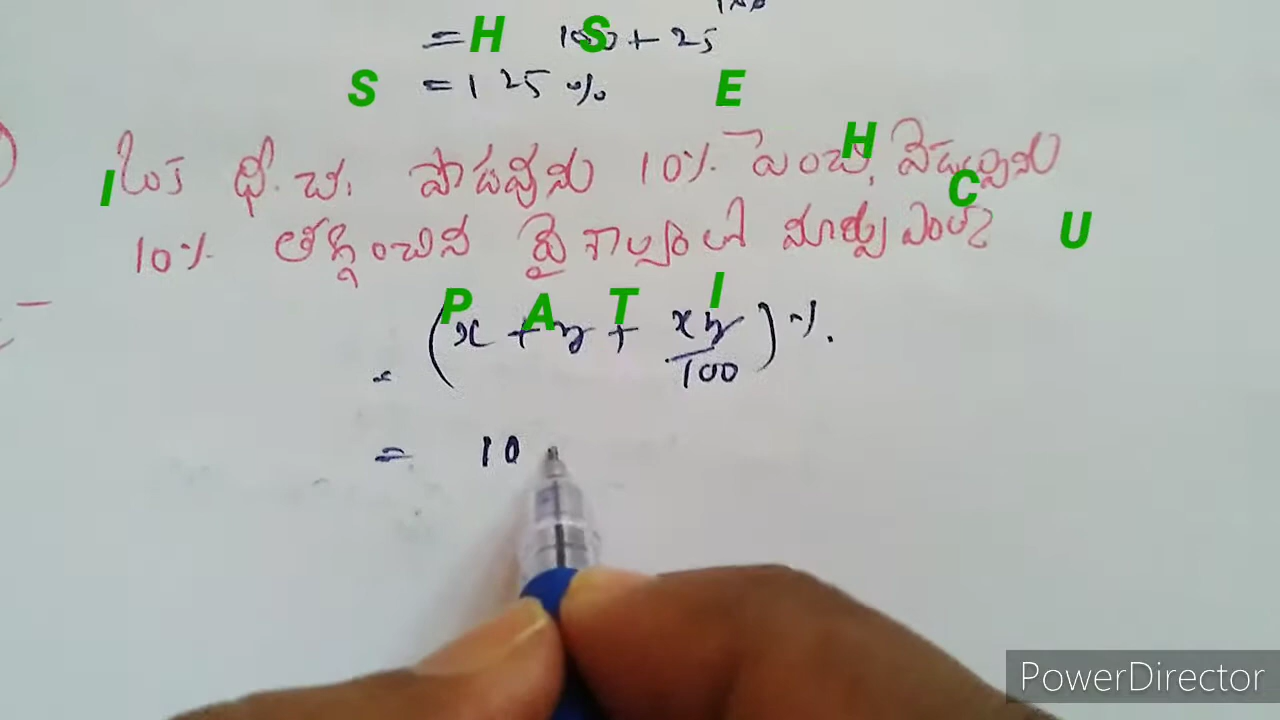 = 100 + 25
= 125 %
ఒక ధీ.చ. పొడవును 10% పెంచి, వెడల్పును
10% తగ్గించిన వైశాల్యంలో మార్పు ఎంత?
= (x + y + xy/100) %.
= 10
H S
S E
H
I C
U
P A T I
PowerDirector